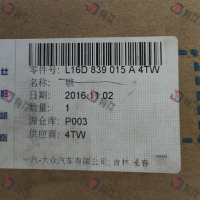 零件号: L16D 839 015 A 4TW
名称: 锁
日期: 2016.11.02
数量: 1
源仓库: P003
供应商: 4TW
一汽-大众汽车有限公司: 吉林 长春